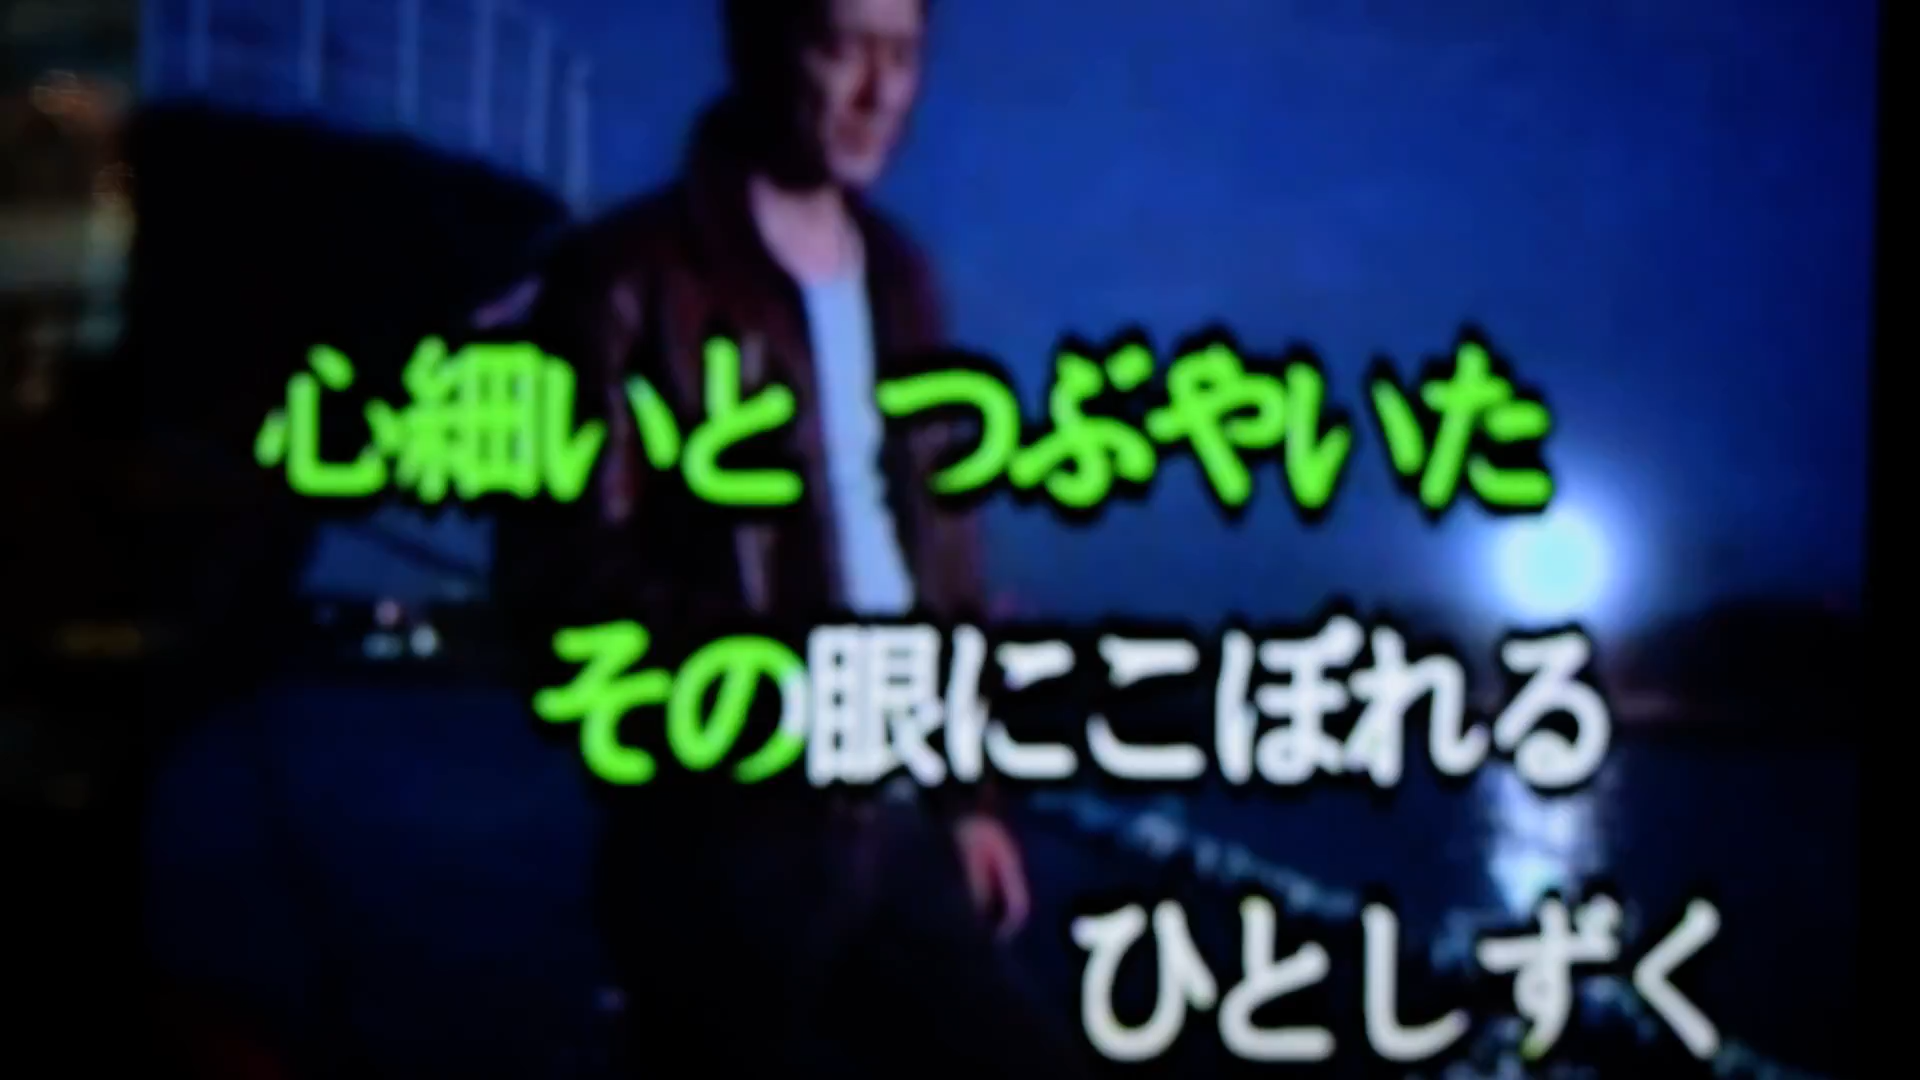 心細いと つぶやいた
その眼にこぼれる
ひとしずく